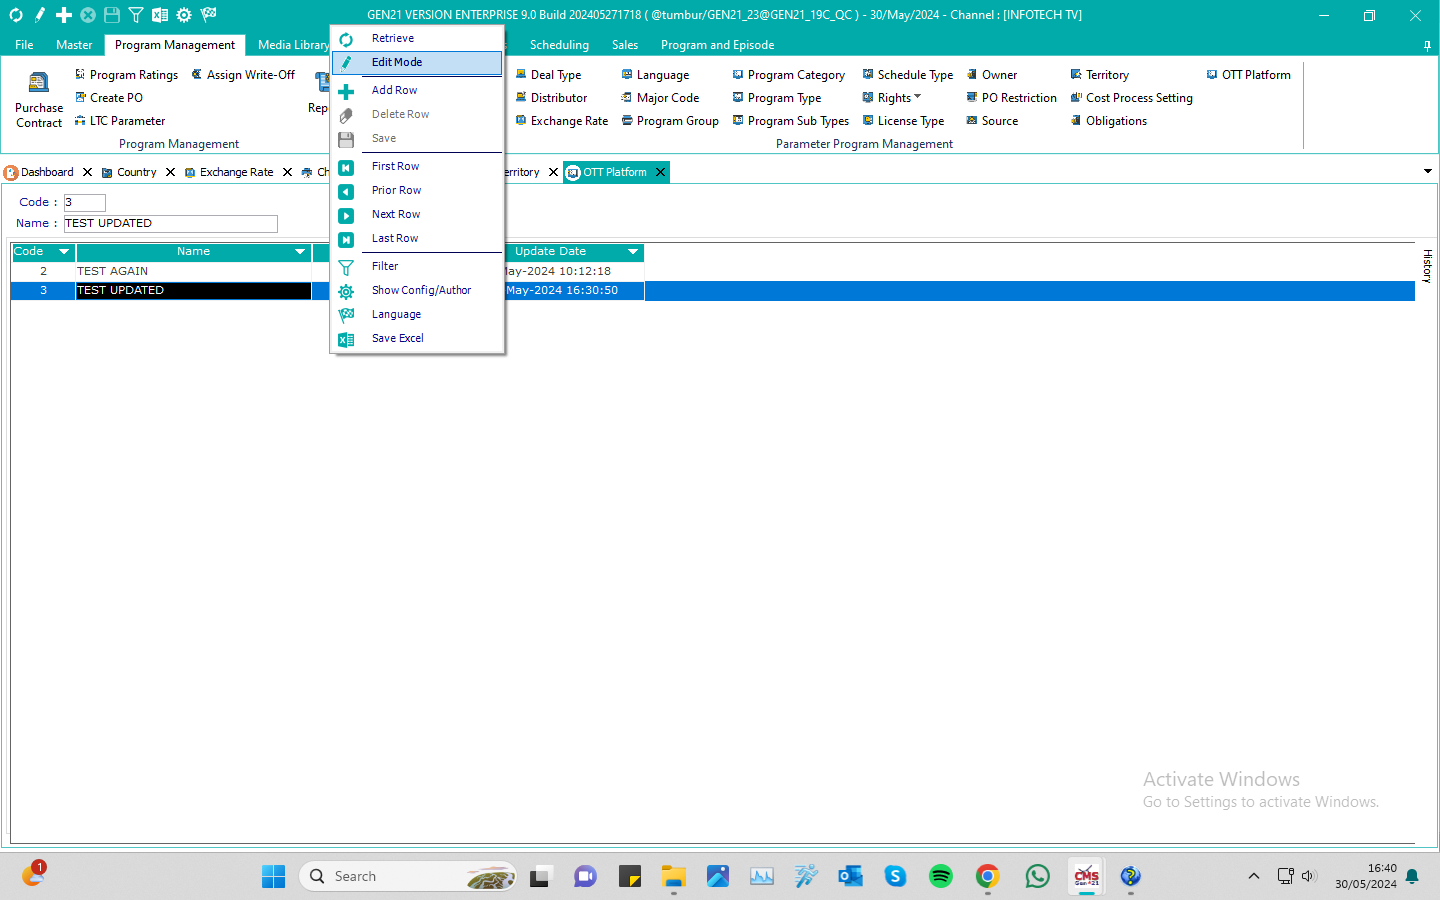 GEN21 VERSION ENTERPRISE 9.0 Build 202405271718 ( @tumbur/GEN21_23@GEN21_19C_QC ) - 30/May/2024 - Channel : [INFOTECH TV]
File Master Program Management Media Library Scheduling Sales Program and Episode
Purchase Contract
Program Ratings
Create PO
LTC Parameter
Assign Write-Off
Program Management
Deal Type
Distributor
Exchange Rate
Language
Major Code
Program Group
Program Category
Program Type
Program Sub Types
Schedule Type
Rights
License Type
Owner
PO Restriction
Source
Territory
Cost Process Setting
Obligations
OTT Platform
Parameter Program Management
Dashboard Country Exchange Rate OTT Platform
Retrieve
Edit Mode
Add Row
Delete Row
Save
First Row
Prior Row
Next Row
Last Row
Filter
Show Config/Author
Language
Save Excel
Code : 3
Name : TEST UPDATED
Code Name Update Date
2 TEST AGAIN May-2024 10:12:18
3 TEST UPDATED May-2024 16:30:50
History
Activate Windows
Go to Settings to activate Windows.
1
Search
CMS
Gen 21
16:40
30/05/2024